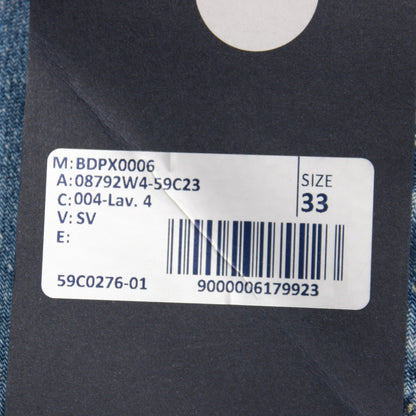 M: BDPX0006
A: 08792W4-59C23
C: 004-Lav. 4
V: SV
E:
SIZE
33
59C0276-01
9000006179923